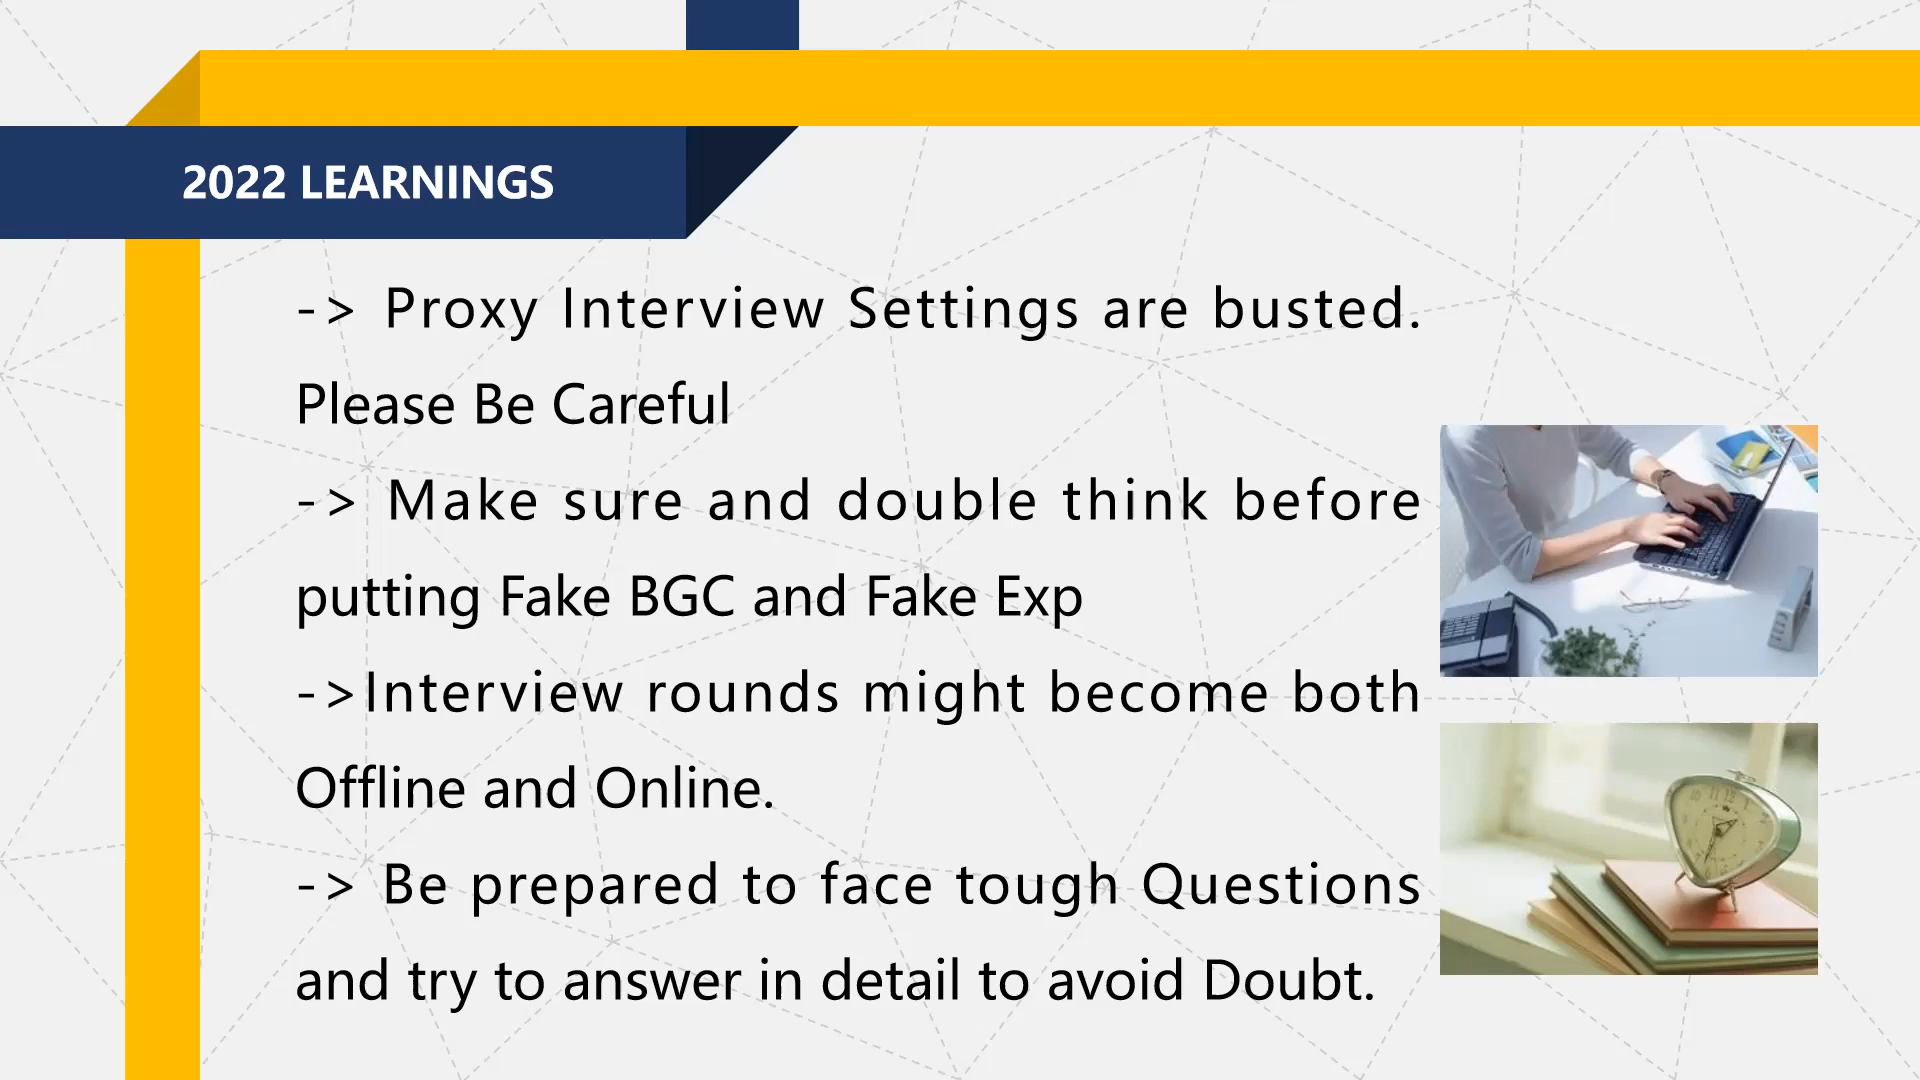 2022 LEARNINGS
-> Proxy Interview Settings are busted.
Please Be Careful
-> Make sure and double think before
putting Fake BGC and Fake Exp
->Interview rounds might become both
Offline and Online.
-> Be prepared to face tough Questions
and try to answer in detail to avoid Doubt.